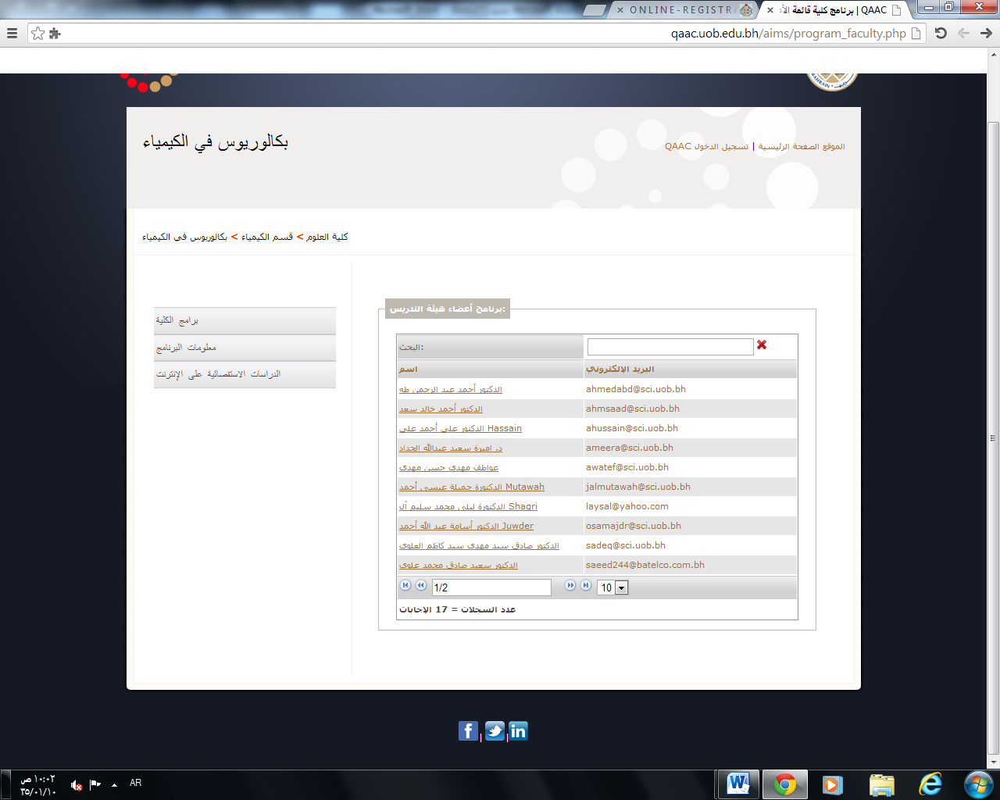 QAAC | برنامج كلية قائمة الأ
ONLINE-REGISTRA
qaac.uob.edu.bh/aims/program_faculty.php
BAHRAIN
بكالوريوس في الكيمياء
الموقع الصفحة الرئيسية | تسجيل الدخول QAAC
كلية العلوم > قسم الكيمياء > بكالوريوس في الكيمياء
برامج الكلية
معلومات البرنامج
الدراسات الاستقصائية على الإنترنت
برنامج أعضاء هيئة التدريس:
البحث:
اسم البريد الإلكتروني
الدكتور أحمد عبد الرحمن طه ahmedabd@sci.uob.bh
الدكتور أحمد خالد سعد ahmsaad@sci.uob.bh
الدكتور علي أحمد علي Hassain ahussain@sci.uob.bh
د. اميرة سعيد عبدالله الحداد ameera@sci.uob.bh
عواطف مهدي حسن مهدي awatef@sci.uob.bh
الدكتورة جميلة عيسى أحمد Mutawah jalmutawah@sci.uob.bh
الدكتورة ليلى محمد سليم آل Shaqri laysal@yahoo.com
الدكتور أسامة عبد الله أحمد Juwder osamajdr@sci.uob.bh
الدكتور صادق سيد مهدي سيد كاظم العلوي sadeq@sci.uob.bh
الدكتور سعيد صادق محمد علوي saeed244@batelco.com.bh
1/2 10
عدد السجلات = 17 الإجابات
١٠:٠٢ ص
٣٥/٠١/١٠
AR